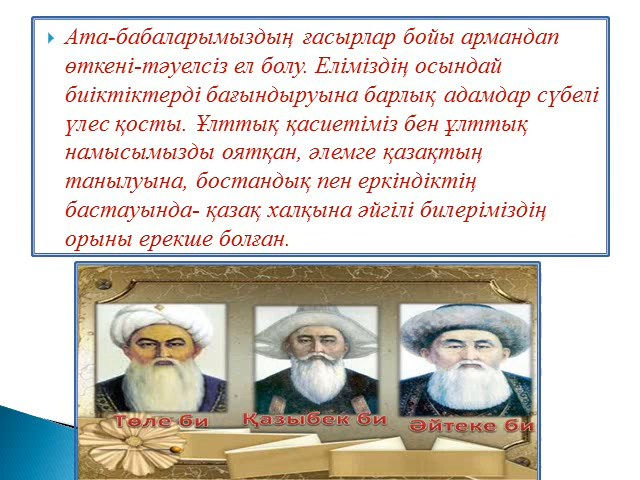 Ата-бабаларымыздың ғасырлар бойы армандап
өткені-тәуелсіз ел болу. Еліміздің осындай
биіктіктерді бағындыруына барлық адамдар сүбелі
үлес қосты. Ұлттық қасиетіміз бен ұлттық
намысымызды оятқан, әлемге қазақтың
танылуына, бостандық пен еркіндіктің
бастауында- қазақ халқына әйгілі билеріміздің
орыны ерекше болған.
Төле би
Қазыбек би
Әйтеке би